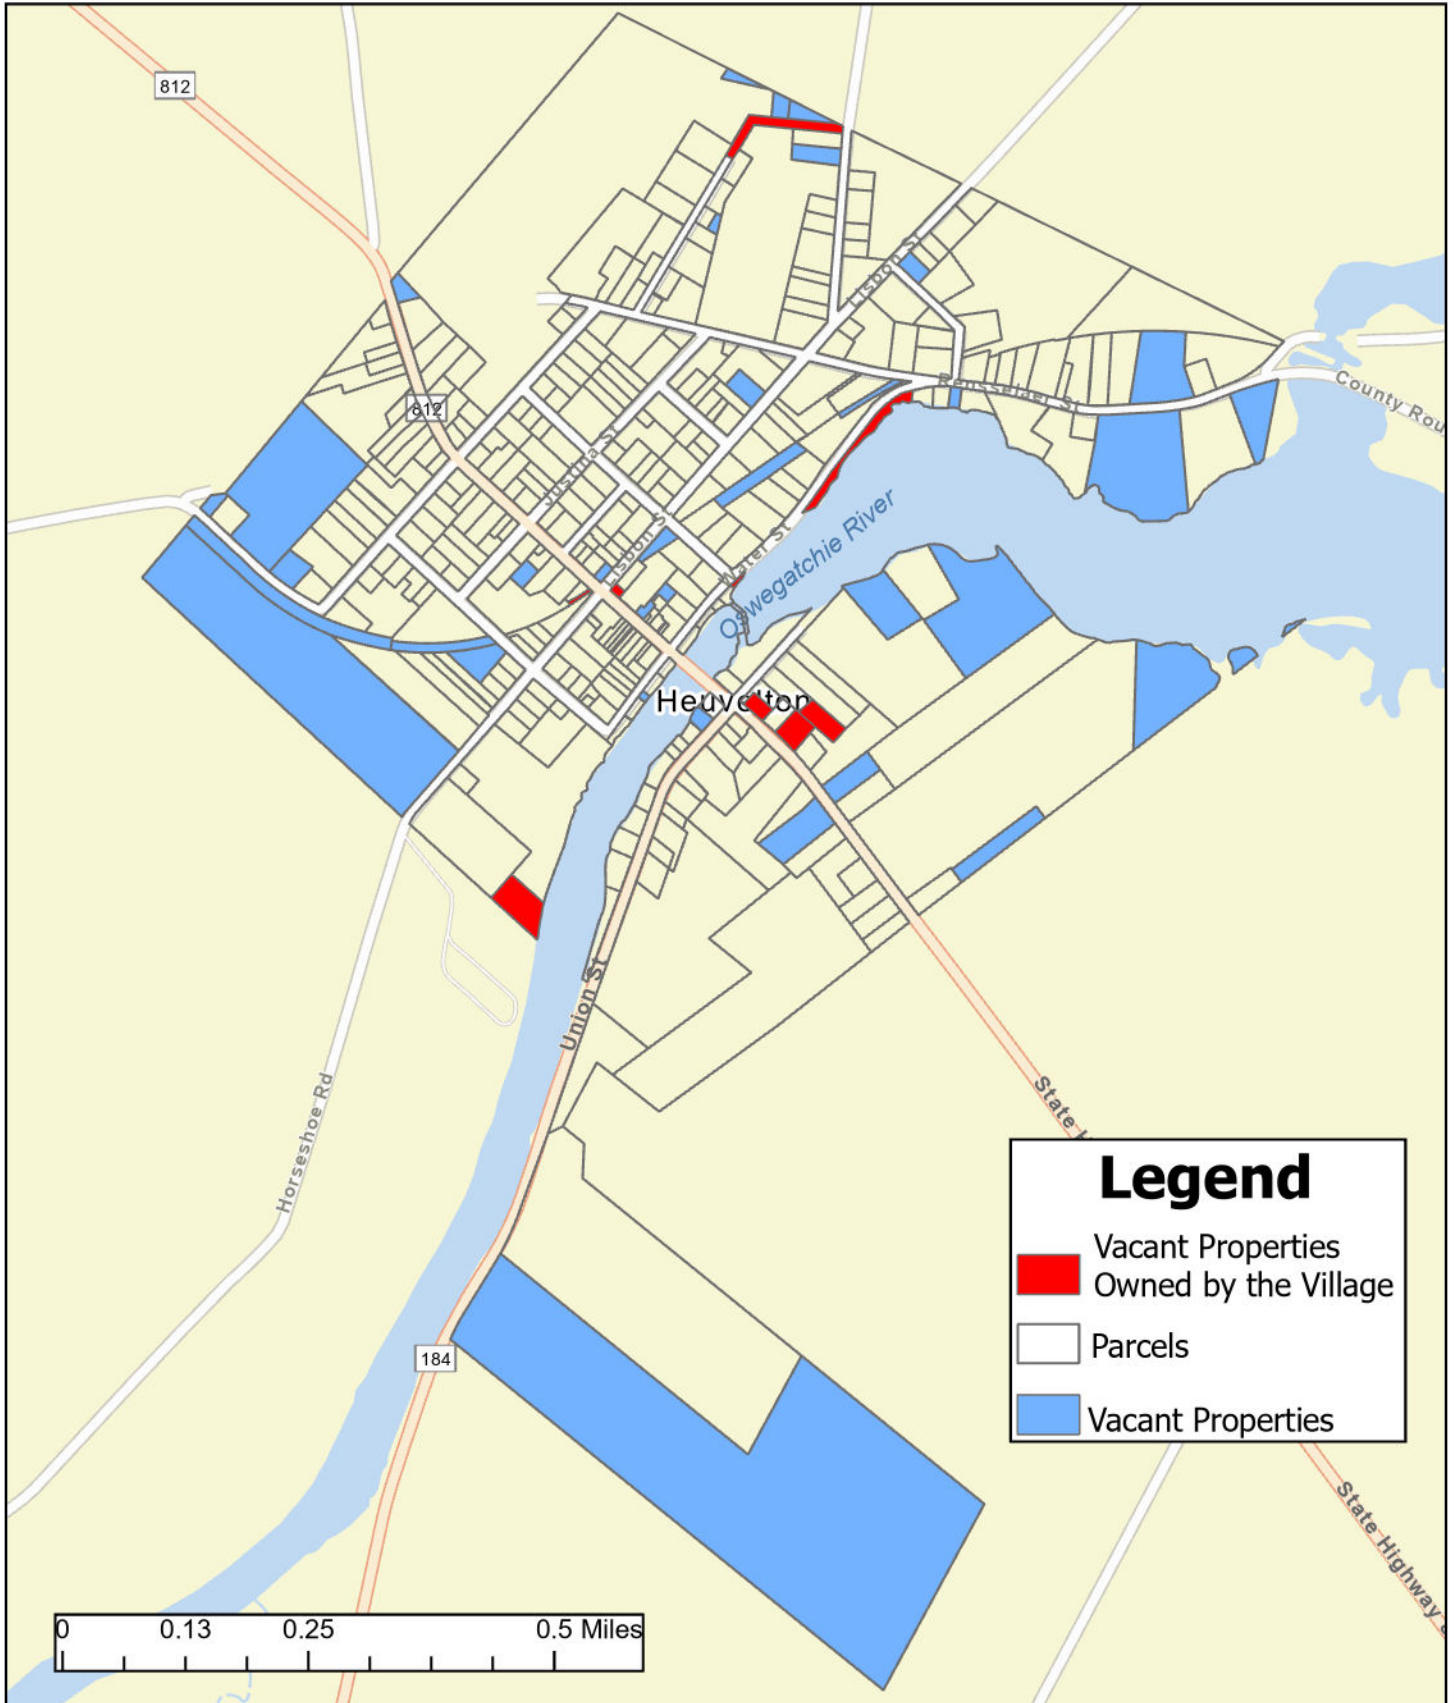 812
Lisbon St
Rensselaer St
County Rou
812
Justina St
Lisbon S
Water St
Oswegatchie River
Heuvelton
Union St
Horseshoe Rd
State H
Legend
Vacant Properties
Owned by the Village
Parcels
Vacant Properties
184
State Highway
0 0.13 0.25 0.5 Miles